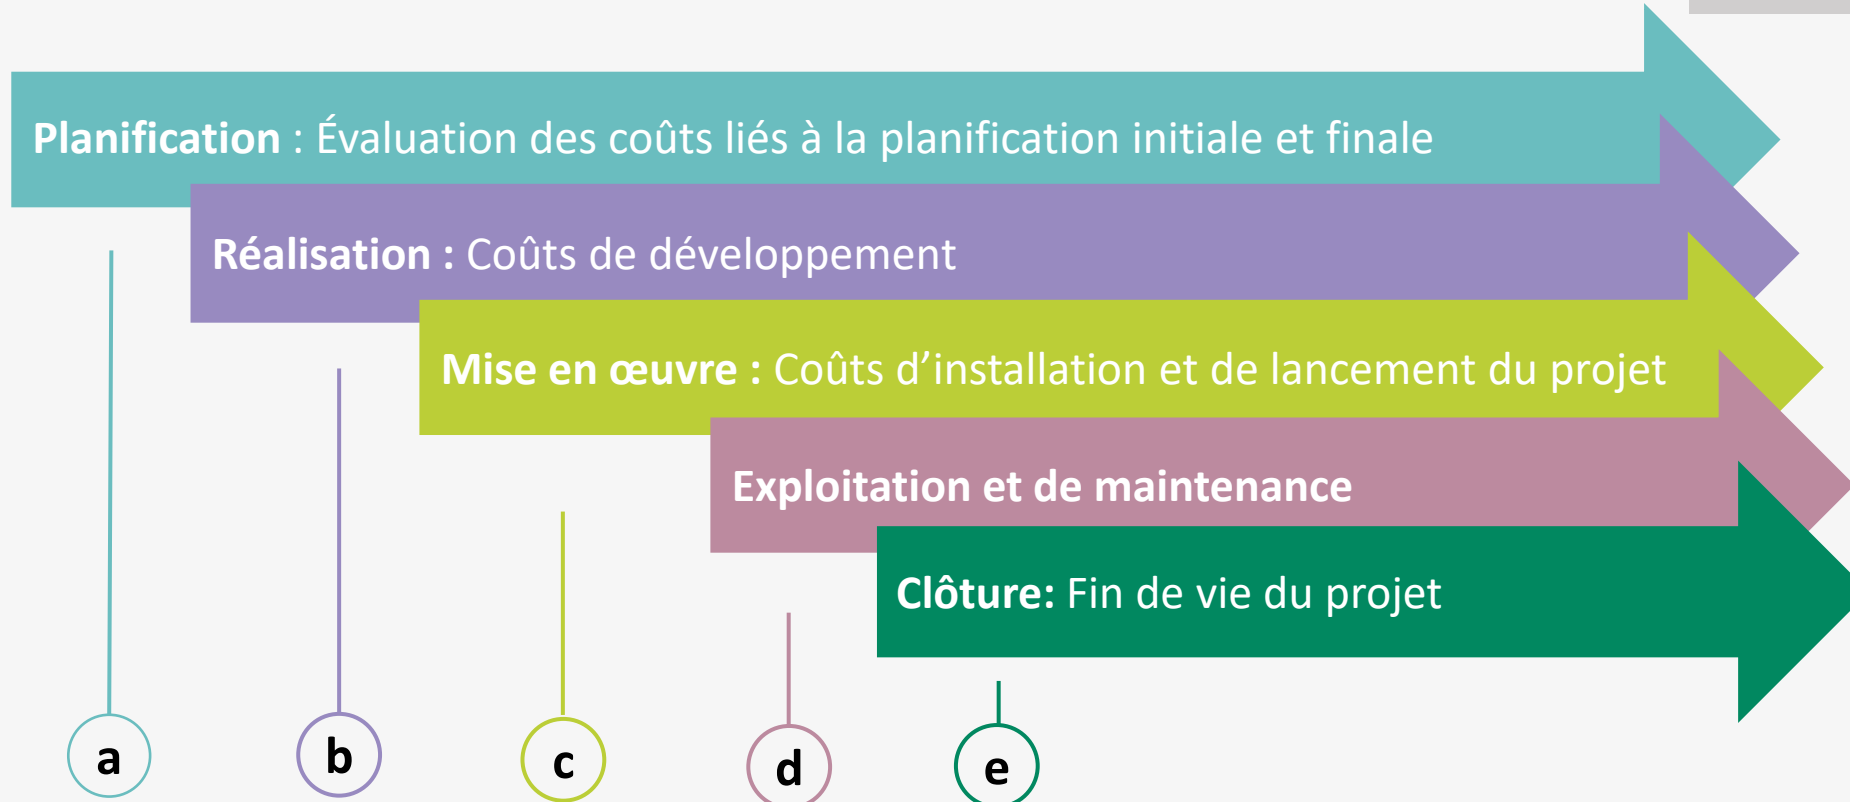 Planification : Évaluation des coûts liés à la planification initiale et finale
Réalisation : Coûts de développement
Mise en œuvre : Coûts d’installation et de lancement du projet
Exploitation et de maintenance
Clôture: Fin de vie du projet
a
b
c
d
e